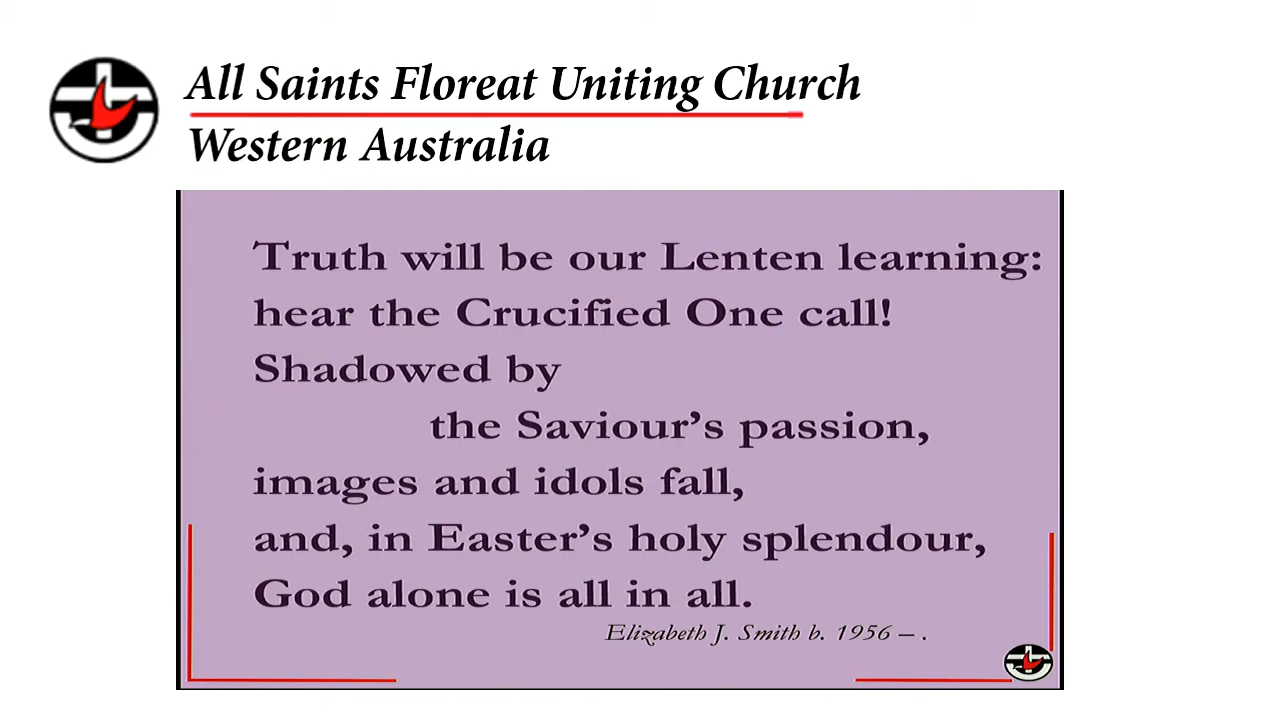 All Saints Floreat Uniting Church
Western Australia
Truth will be our Lenten learning:
hear the Crucified One call!
Shadowed by
the Saviour’s passion,
images and idols fall,
and, in Easter’s holy splendour,
God alone is all in all.
Elizabeth J. Smith b. 1956 – .